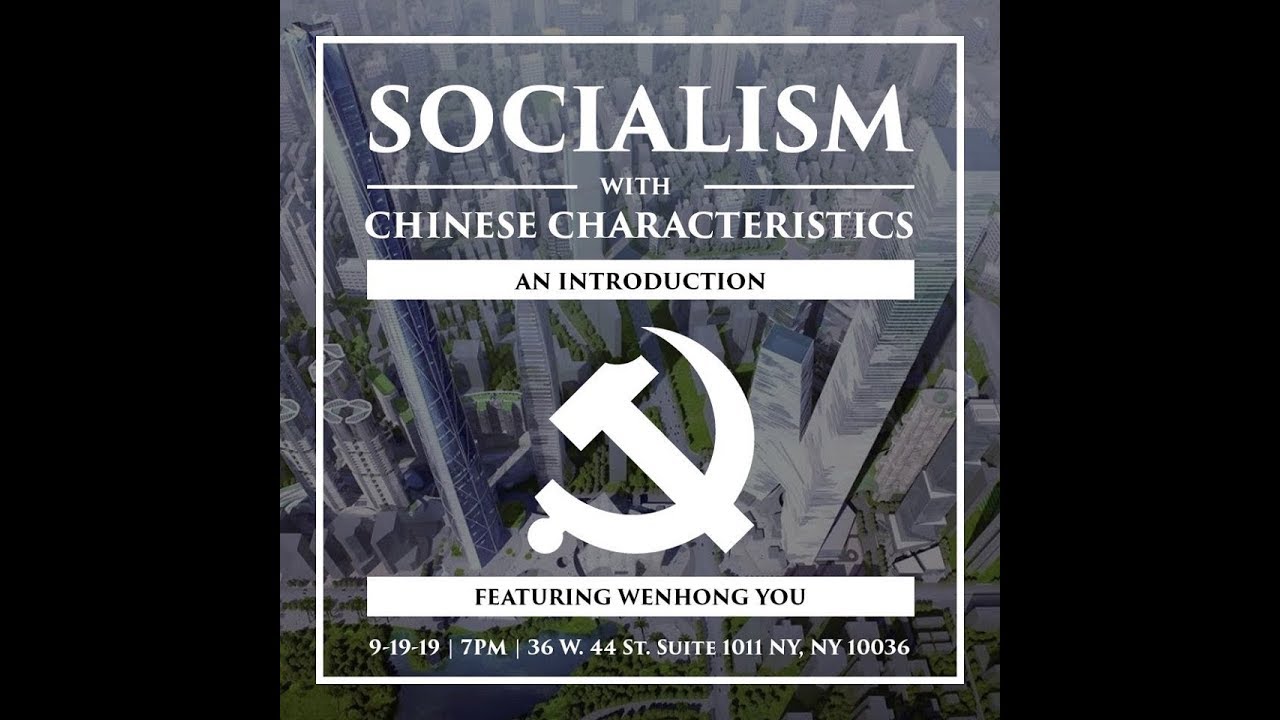 SOCIALISM
WITH
CHINESE CHARACTERISTICS
AN INTRODUCTION
FEATURING WENHONG YOU
9-19-19 | 7PM | 36 W. 44 ST. SUITE 1011 NY, NY 10036